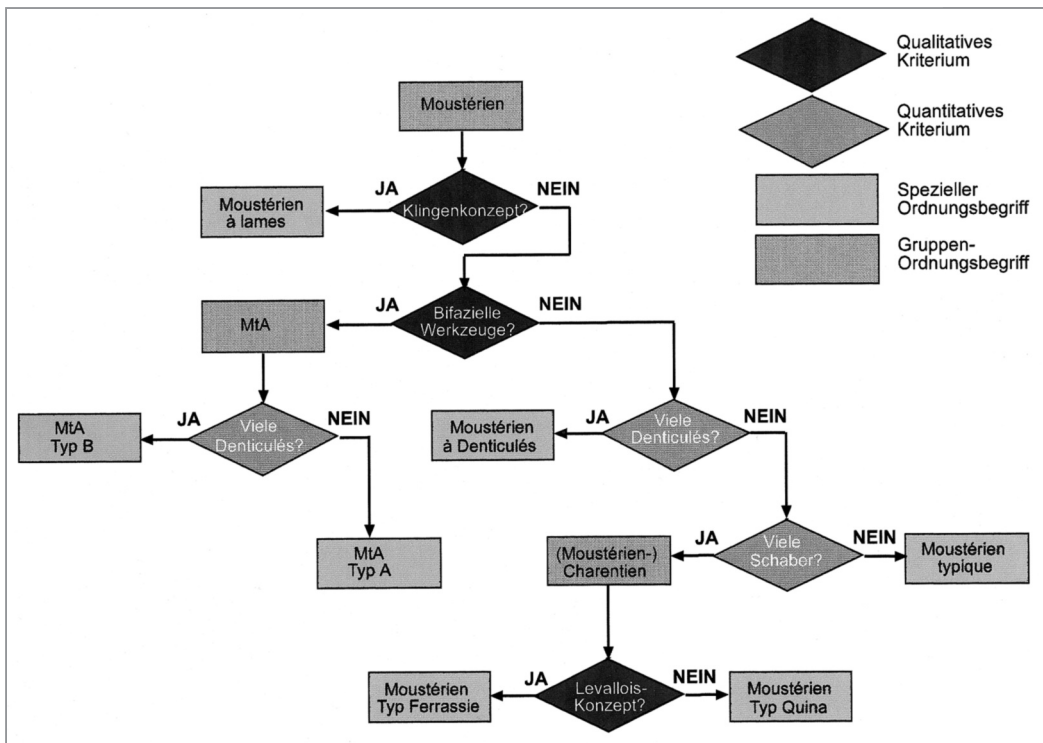 Qualitatives
Kriterium
Quantitatives
Kriterium
Spezieller
Ordnungsbegriff
Gruppen-
Ordnungsbegriff
Moustérien
JA
NEIN
Klingenkonzept?
Moustérien
à lames
JA
NEIN
Bifazielle
Werkzeuge?
MtA
JA
NEIN
Viele
Denticulés?
MtA
Typ B
MtA
Typ A
JA
NEIN
Viele
Denticulés?
Moustérien
à Denticulés
JA
NEIN
Viele
Schaber?
(Moustérien-)
Charentien
Moustérien
typique
JA
NEIN
Levallois-
Konzept?
Moustérien
Typ Ferrassie
Moustérien
Typ Quina